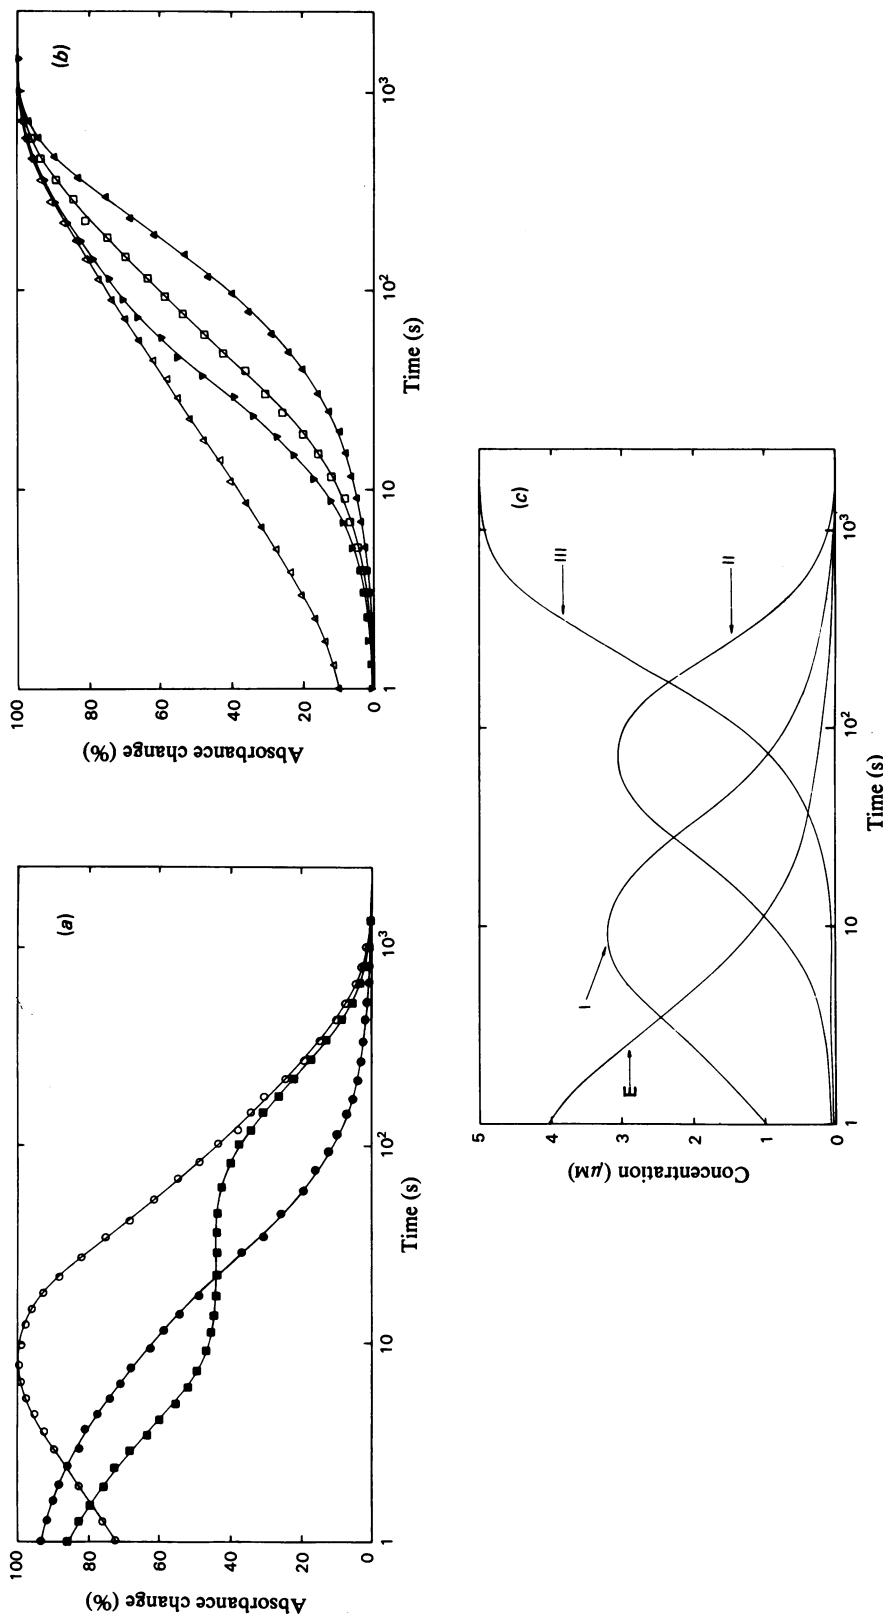 (a)
Absorbance change (%)
100
80
60
40
20
0
1
10
10²
10³
Time (s)
(b)
Absorbance change (%)
100
80
60
40
20
0
1
10
10²
10³
Time (s)
(c)
Concentration (μM)
5
4
3
2
1
0
E
I
II
III
1
10
10²
10³
Time (s)